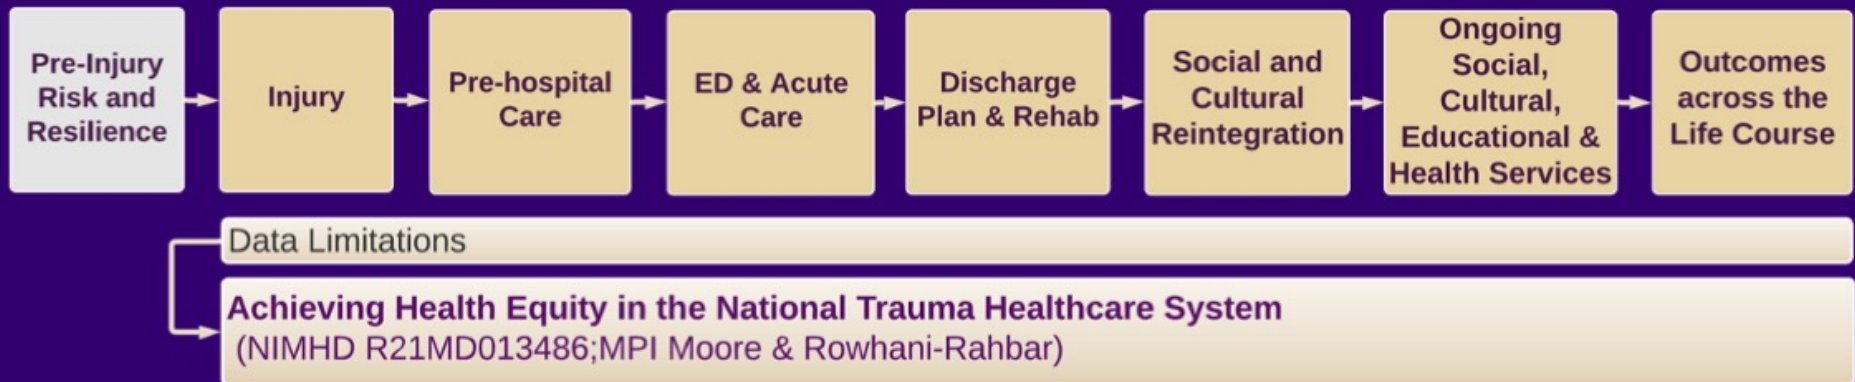 Pre-Injury
Risk and
Resilience
Injury
Pre-hospital
Care
ED & Acute
Care
Discharge
Plan & Rehab
Social and
Cultural
Reintegration
Ongoing
Social,
Cultural,
Educational &
Health Services
Outcomes
across the
Life Course
Data Limitations
Achieving Health Equity in the National Trauma Healthcare System
(NIMHD R21MD013486;MPI Moore & Rowhani-Rahbar)